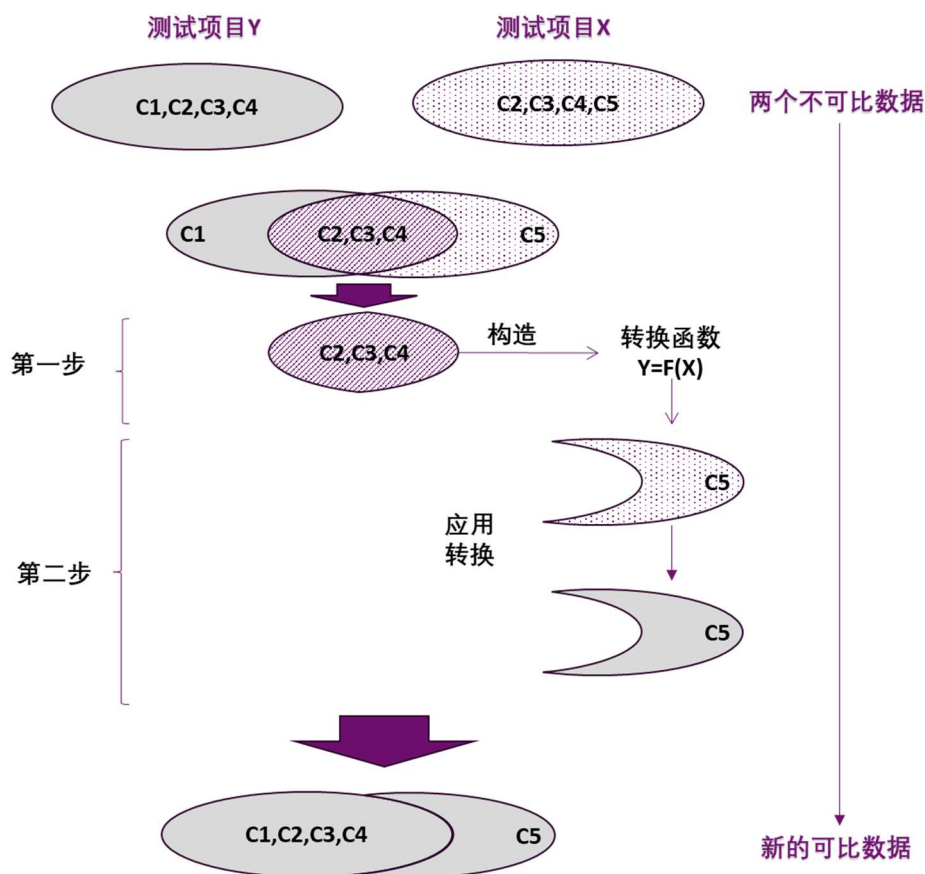 测试项目Y
测试项目X
C1,C2,C3,C4
C2,C3,C4,C5
两个不可比数据
C1
C2,C3,C4
C5
第一步
C2,C3,C4
构造
转换函数
Y=F(X)
C5
应用
转换
第二步
C5
C1,C2,C3,C4
C5
新的可比数据